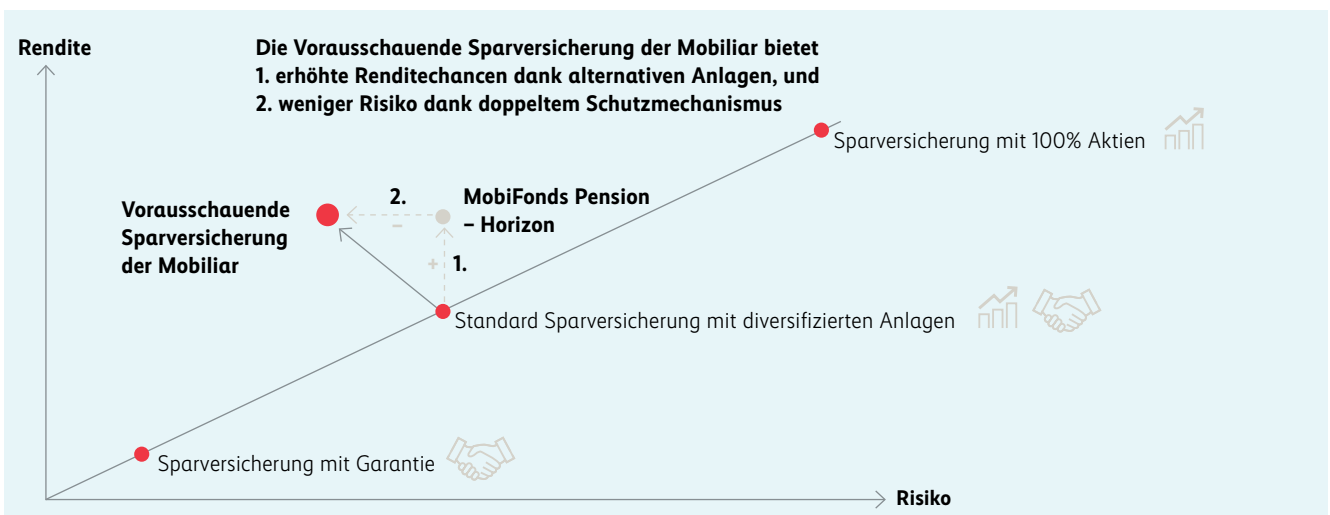 Rendite
Die Vorausschauende Sparversicherung der Mobiliar bietet
1. erhöhte Renditechancen dank alternativen Anlagen, und
2. weniger Risiko dank doppeltem Schutzmechanismus
Sparversicherung mit 100% Aktien
Vorausschauende
Sparversicherung
der Mobiliar
2.
–
MobiFonds Pension
– Horizon
+ 1.
Standard Sparversicherung mit diversifizierten Anlagen
Sparversicherung mit Garantie
Risiko